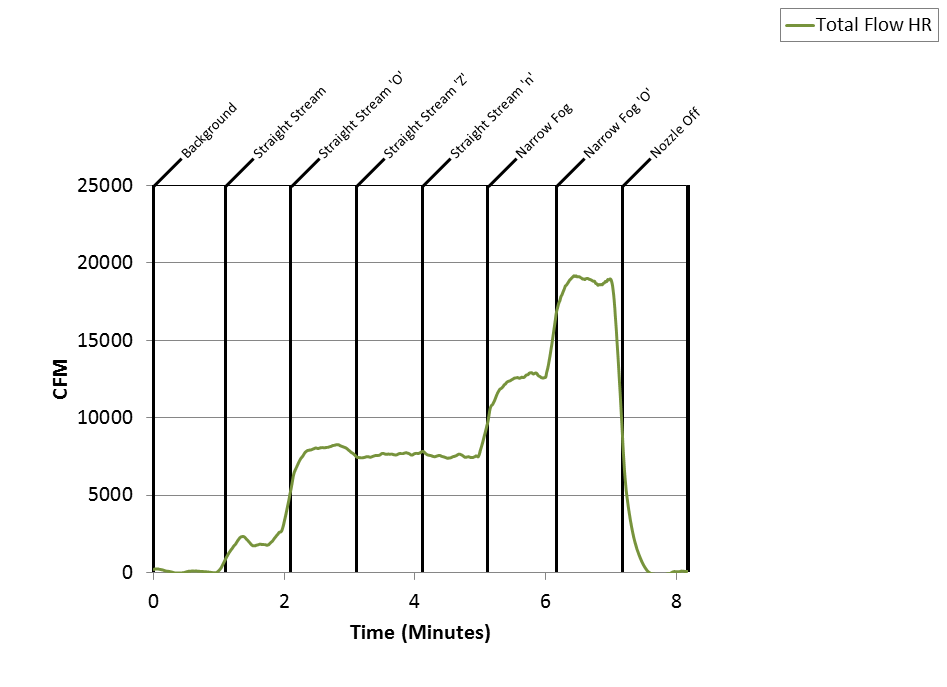 Total Flow HR
Background
Straight Stream
Straight Stream 'O'
Straight Stream 'Z'
Straight Stream 'n'
Narrow Fog
Narrow Fog 'O'
Nozzle Off
25000
20000
15000
10000
5000
0
CFM
0 2 4 6 8
Time (Minutes)